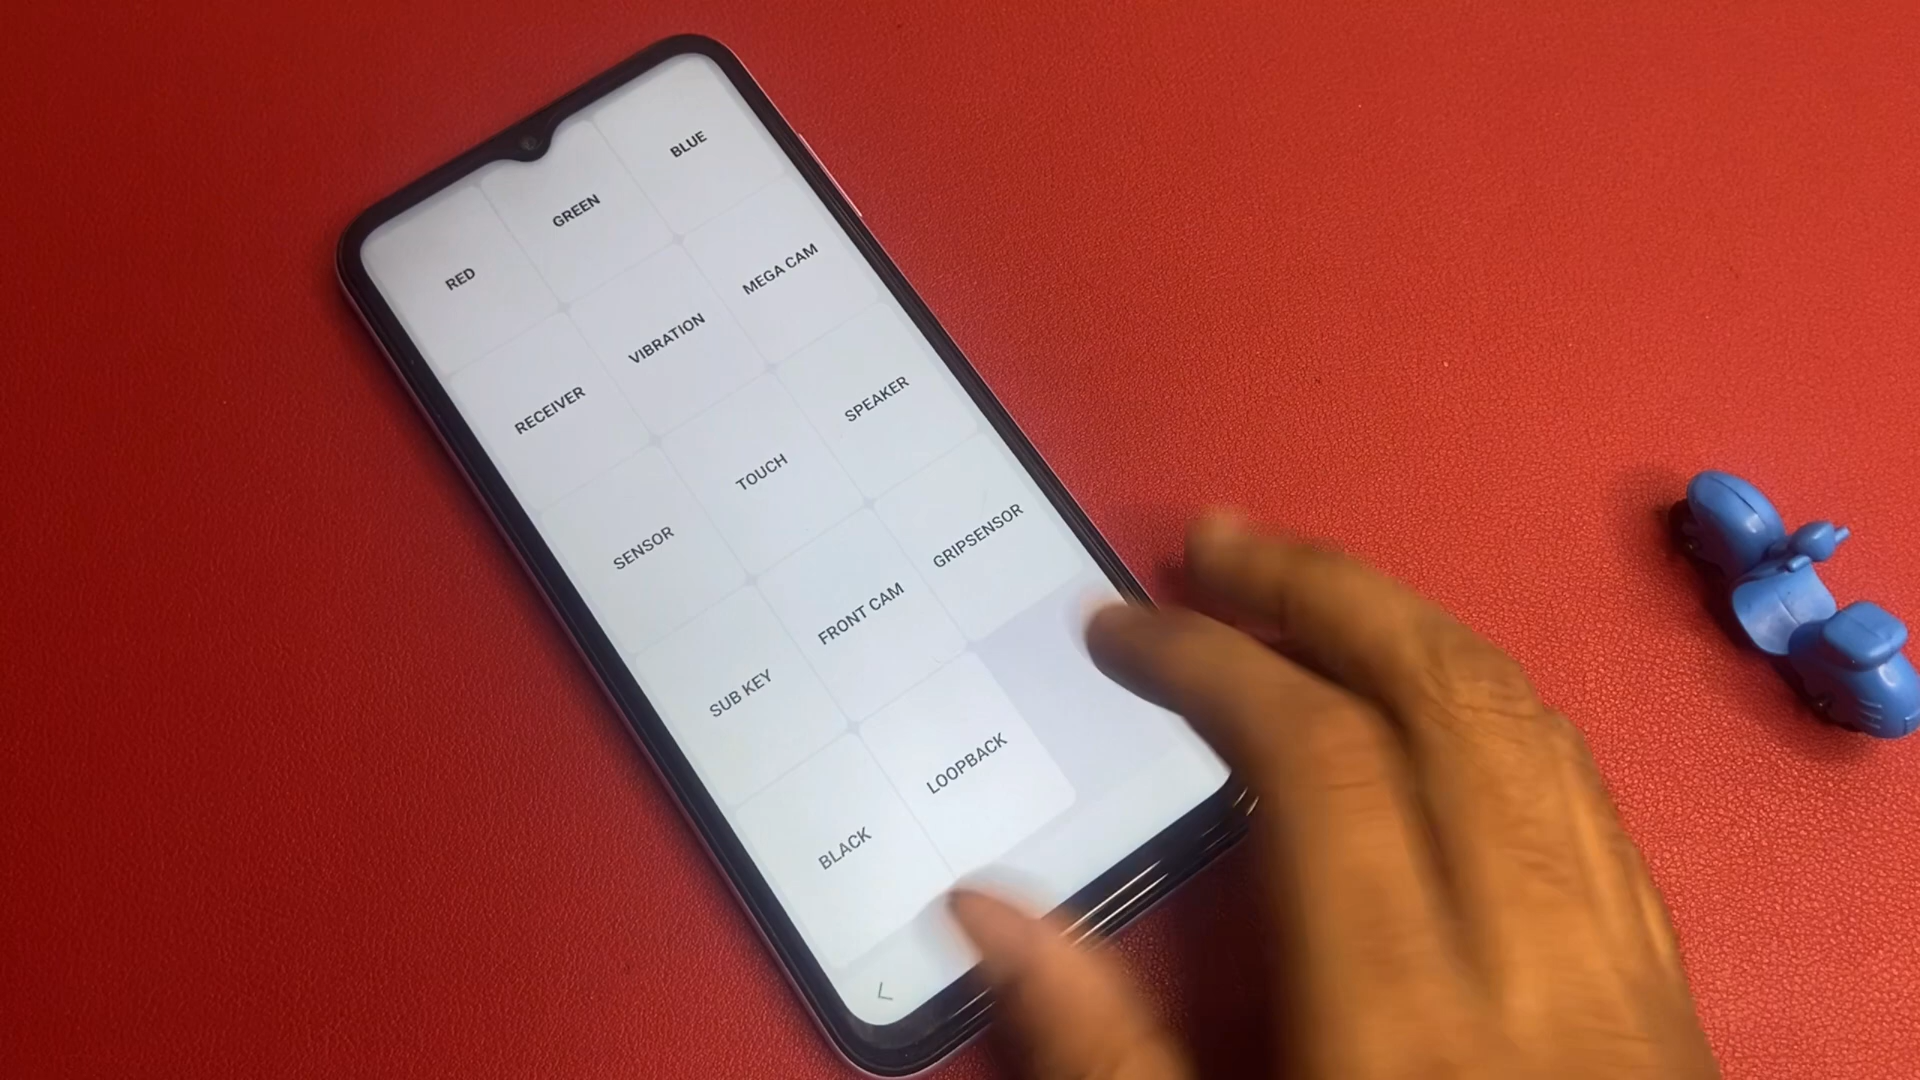 RED
GREEN
BLUE
RECEIVER
VIBRATION
MEGA CAM
SENSOR
TOUCH
SPEAKER
SUB KEY
FRONT CAM
GRIPSENSOR
BLACK
LOOPBACK